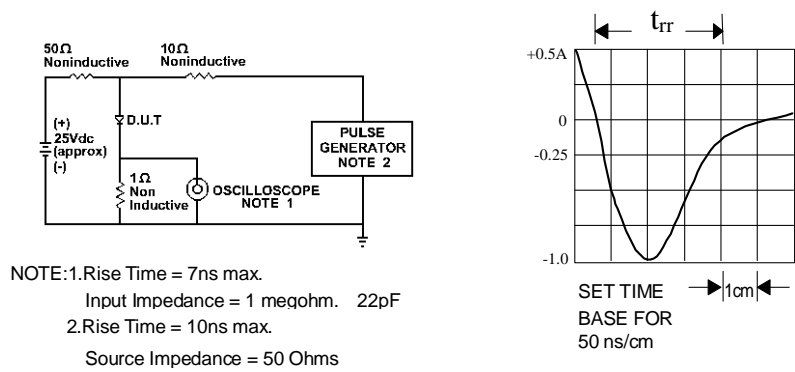 50Ω
Noninductive
10Ω
Noninductive
D.U.T
(+)
25Vdc
(approx)
(-)
1Ω
Non
Inductive
OSCILLOSCOPE
NOTE 1
PULSE
GENERATOR
NOTE 2
NOTE:1.Rise Time = 7ns max.
Input Impedance = 1 megohm. 22pF
2.Rise Time = 10ns max.
Source Impedance = 50 Ohms
trr
+0.5A
0
-0.25
-1.0
1cm
SET TIME
BASE FOR
50 ns/cm